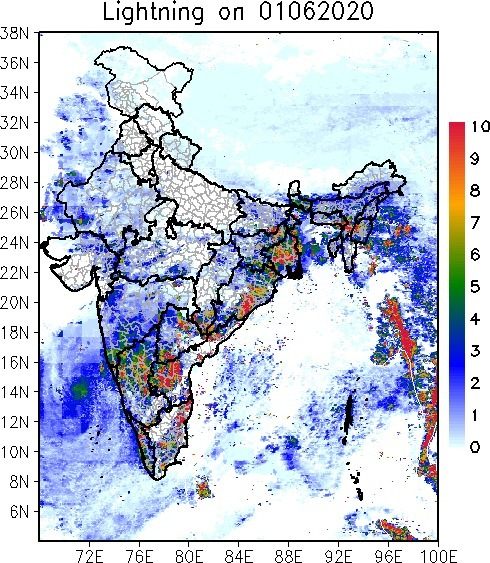 Lightning on 01062020
38N
36N
34N
32N
30N
28N
26N
24N
22N
20N
18N
16N
14N
12N
10N
8N
6N
72E 76E 80E 84E 88E 92E 96E 100E
10
9
8
7
6
5
4
3
2
1
0